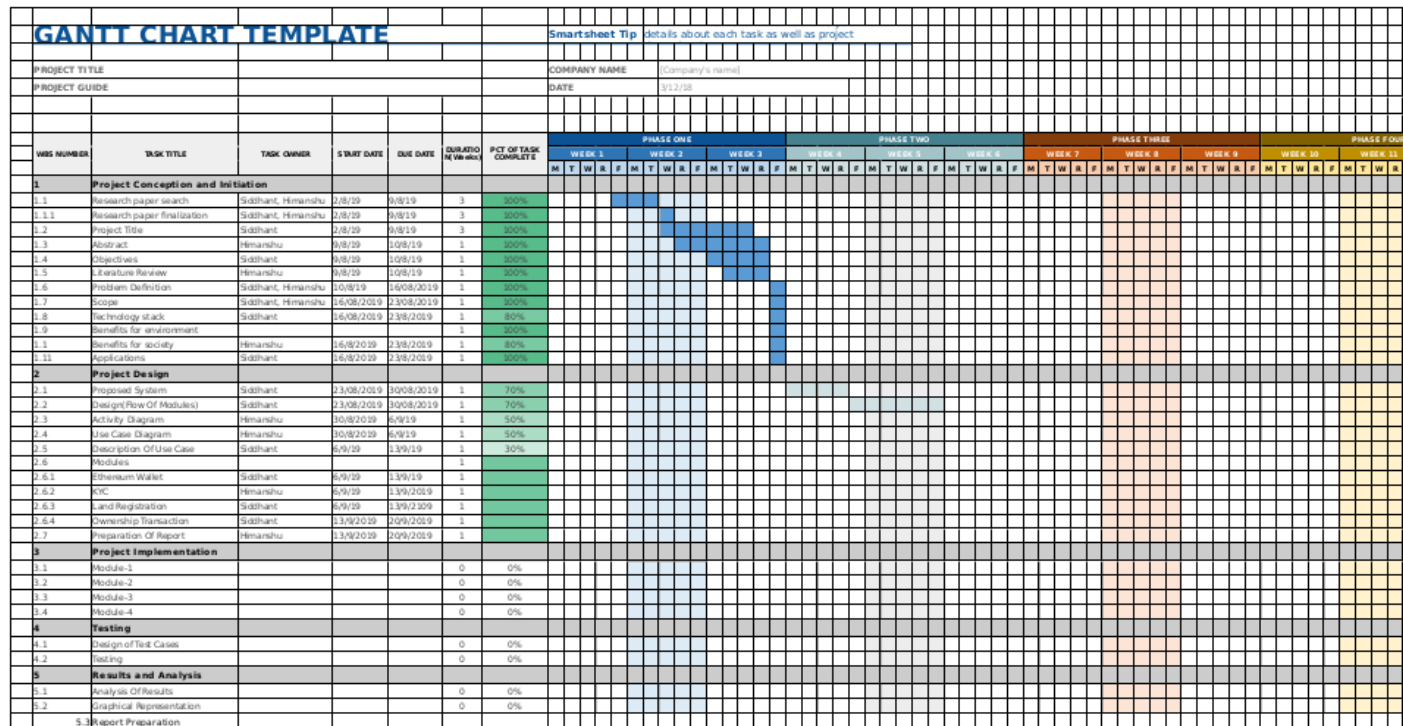 GANTT CHART TEMPLATE
Smartsheet Tip details about each task as well as project
PROJECT TITLE COMPANY NAME [Company's name]
PROJECT GUIDE DATE 3/12/18
PHASE ONE PHASE TWO PHASE THREE PHASE FOUR
WBS NUMBER TASK TITLE TASK OWNER START DATE DUE DATE DURATIO N(Weeks) PCT OF TASK COMPLETE WEEK 1 WEEK 2 WEEK 3 WEEK 4 WEEK 5 WEEK 6 WEEK 7 WEEK 8 WEEK 9 WEEK 10 WEEK 11
M T W R F M T W R F M T W R F M T W R F M T W R F M T W R F M T W R F M T W R F M T W R F M T W R F M T W R
1 Project Conception and Initiation
1.1 Research paper search Siddhant, Himanshu 2/8/19 9/8/19 3 100%
1.1.1 Research paper finalization Siddhant, Himanshu 2/8/19 9/8/19 3 100%
1.2 Project Title Siddhant 2/8/19 9/8/19 3 100%
1.3 Abstract Himanshu 9/8/19 10/8/19 1 100%
1.4 Objectives Siddhant 9/8/19 10/8/19 1 100%
1.5 Literature Review Himanshu 9/8/19 10/8/19 1 100%
1.6 Problem Definition Siddhant, Himanshu 10/8/19 16/08/2019 1 100%
1.7 Scope Siddhant, Himanshu 16/08/2019 23/08/2019 1 100%
1.8 Technology stack Siddhant 16/08/2019 23/8/2019 1 80%
1.9 Benefits for environment 1 100%
1.1 Benefits for society Himanshu 16/8/2019 23/8/2019 1 80%
1.11 Applications Siddhant 16/8/2019 23/8/2019 1 100%
2 Project Design
2.1 Proposed System Siddhant 23/08/2019 30/08/2019 1 70%
2.2 Design(Flow Of Modules) Siddhant 23/08/2019 30/08/2019 1 70%
2.3 Activity Diagram Himanshu 30/8/2019 6/9/19 1 50%
2.4 Use Case Diagram Himanshu 30/8/2019 6/9/19 1 50%
2.5 Description Of Use Case Siddhant 6/9/19 13/9/19 1 30%
2.6 Modules 1
2.6.1 Ethereum Wallet Siddhant 6/9/19 13/9/19 1
2.6.2 KYC Himanshu 6/9/19 13/9/2019 1
2.6.3 Land Registration Siddhant 6/9/19 13/9/2109 1
2.6.4 Ownership Transaction Siddhant 13/9/2019 20/9/2019 1
2.7 Preparation Of Report Himanshu 13/9/2019 20/9/2019 1
3 Project Implementation
3.1 Module-1 0 0%
3.2 Module-2 0 0%
3.3 Module-3 0 0%
3.4 Module-4 0 0%
4 Testing
4.1 Design of Test Cases 0 0%
4.2 Testing 0 0%
5 Results and Analysis
5.1 Analysis Of Results 0 0%
5.2 Graphical Representation 0 0%
5.3 Report Preparation